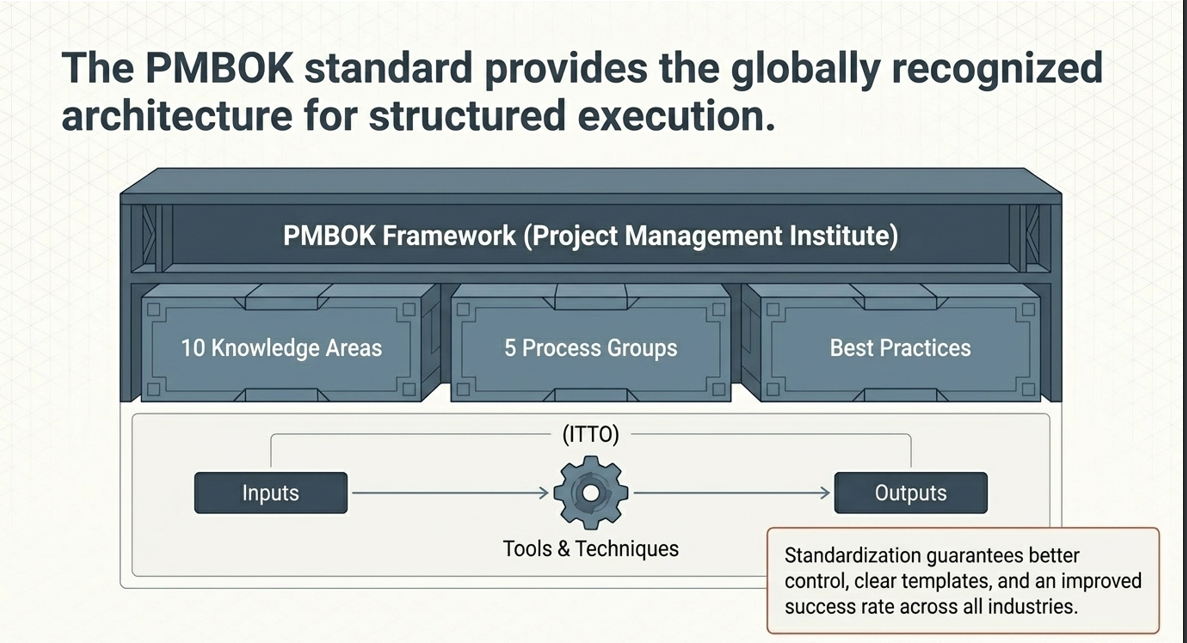 The PMBOK standard provides the globally recognized
architecture for structured execution.
PMBOK Framework (Project Management Institute)
10 Knowledge Areas
5 Process Groups
Best Practices
(ITTO)
Inputs
Outputs
Tools & Techniques
Standardization guarantees better
control, clear templates, and an improved
success rate across all industries.